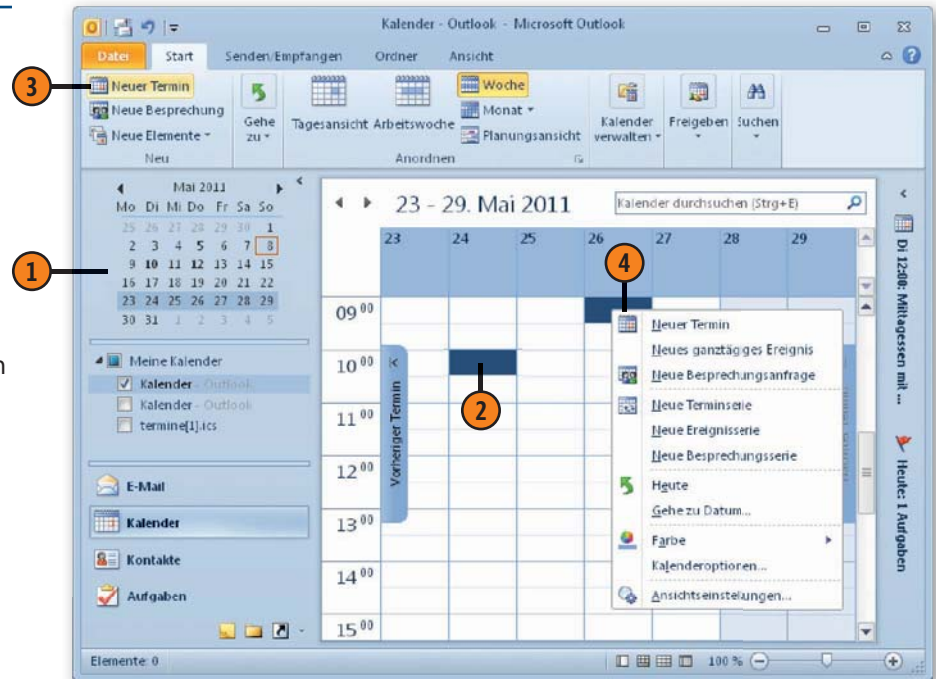 Kalender - Outlook - Microsoft Outlook
Datei Start Senden/Empfangen Ordner Ansicht
3
Neuer Termin
Neue Besprechung
Neue Elemente
Neu
Gehe zu
Tagesansicht Arbeitswoche
Woche
Monat
Planungsansicht
Anordnen
Kalender verwalten
Freigeben
Suchen
1
Mai 2011
Mo Di Mi Do Fr Sa So
25 26 27 28 29 30 1
2 3 4 5 6 7 8
9 10 11 12 13 14 15
16 17 18 19 20 21 22
23 24 25 26 27 28 29
30 31 1 2 3 4 5
n
Meine Kalender
Kalender - Outlook
Kalender - Outlook
termine[1].ics
E-Mail
Kalender
Kontakte
Aufgaben
23 - 29. Mai 2011
Kalender durchsuchen (Strg+E)
23 24 25 26 27 28 29
4
09 00
10 00
11 00
12 00
13 00
14 00
15 00
Vorheriger Termin
2
Neuer Termin
Neues ganztägiges Ereignis
Neue Besprechungsanfrage
Neue Terminserie
Neue Ereignisserie
Neue Besprechungsserie
Heute
Gehe zu Datum...
Farbe
Kalenderoptionen...
Ansichtseinstellungen...
Di 12:00: Mittagessen mit ...
Heute: 1 Aufgaben
Elemente: 0
100 %